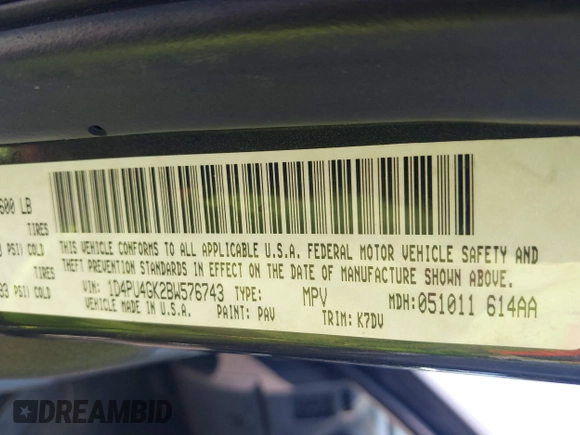 600 LB
TIRES
PSI) COLD
TIRES
33 PSI) COLD
THIS VEHICLE CONFORMS TO ALL APPLICABLE U.S.A. FEDERAL MOTOR VEHICLE SAFETY AND
THEFT PREVENTION STANDARDS IN EFFECT ON THE DATE OF MANUFACTURE SHOWN ABOVE.
VIN: 1D4PU4GK2BW576743 TYPE: MPV MDH:051011 614AA
VEHICLE MADE IN U.S.A. PAINT: PAV TRIM: K7DV
DREAMBID